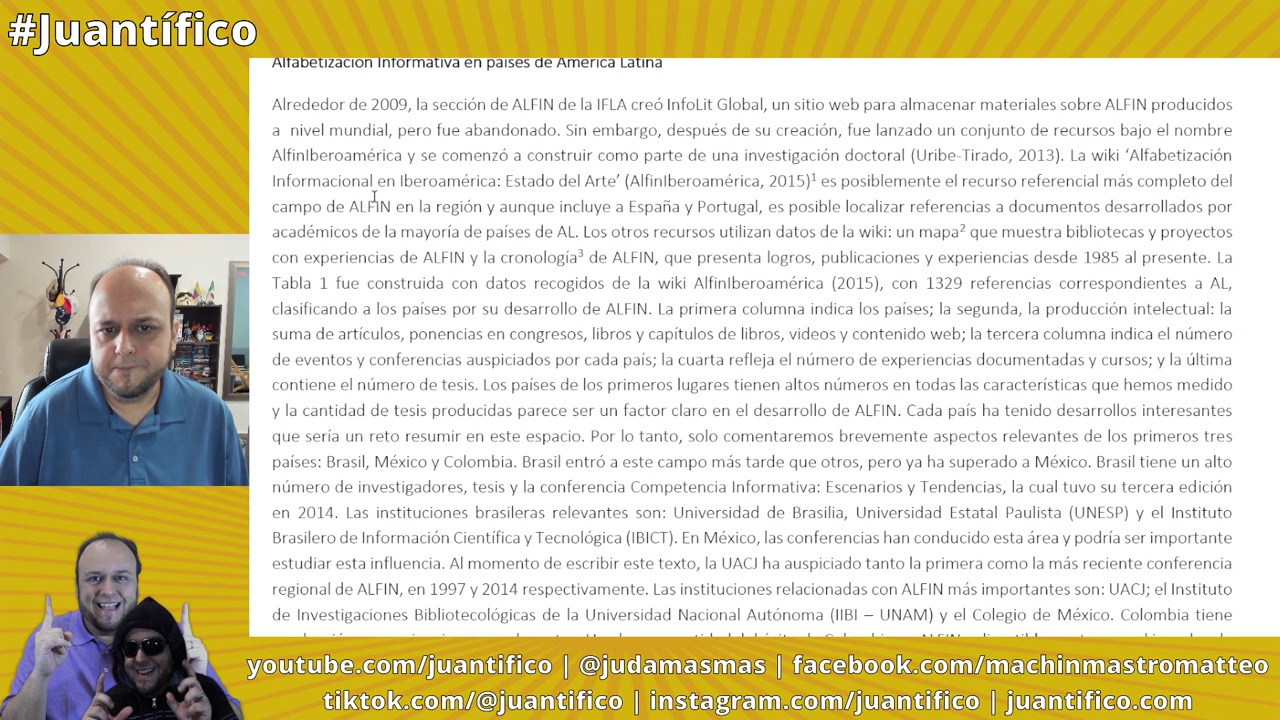 #Juantífico
Alfabetización Informativa en países de América Latina
Alrededor de 2009, la sección de ALFIN de la IFLA creó InfoLit Global, un sitio web para almacenar materiales sobre ALFIN producidos
a nivel mundial, pero fue abandonado. Sin embargo, después de su creación, fue lanzado un conjunto de recursos bajo el nombre
AlfinIberoamérica y se comenzó a construir como parte de una investigación doctoral (Uribe-Tirado, 2013). La wiki ‘Alfabetización
Informacional en Iberoamérica: Estado del Arte’ (AlfinIberoamérica, 2015)¹ es posiblemente el recurso referencial más completo del
campo de ALFIN en la región y aunque incluye a España y Portugal, es posible localizar referencias a documentos desarrollados por
académicos de la mayoría de países de AL. Los otros recursos utilizan datos de la wiki: un mapa² que muestra bibliotecas y proyectos
con experiencias de ALFIN y la cronología³ de ALFIN, que presenta logros, publicaciones y experiencias desde 1985 al presente. La
Tabla 1 fue construida con datos recogidos de la wiki AlfinIberoamérica (2015), con 1329 referencias correspondientes a AL,
clasificando a los países por su desarrollo de ALFIN. La primera columna indica los países; la segunda, la producción intelectual: la
suma de artículos, ponencias en congresos, libros y capítulos de libros, videos y contendo web; la tercera columna indica el número
de eventos y conferencias auspiciados por cada país; la cuarta refleja el número de experiencias documentadas y cursos; y la última
contiene el número de tesis. Los países de los primeros lugares tienen altos números en todas las características que hemos medido
y la cantidad de tesis producidas parece ser un factor claro en el desarrollo de ALFIN. Cada país ha tenido desarrollos interesantes
que sería un reto resumir en este espacio. Por lo tanto, solo comentaremos brevemente aspectos relevantes de los primeros tres
países: Brasil, México y Colombia. Brasil entró a este campo más tarde que otros, pero ya ha superado a México. Brasil tiene un alto
número de investigadores, tesis y la conferencia Competencia Informativa: Escenarios y Tendencias, la cual tuvo su tercera edición
en 2014. Las instituciones brasileras relevantes son: Universidad de Brasilia, Universidad Estatal Paulista (UNESP) y el Instituto
Brasilero de Información Científica y Tecnológica (IBICT). En México, las conferencias han conducido esta área y podría ser importante
estudiar esta influencia. Al momento de escribir este texto, la UACJ ha auspiciado tanto la primera como la más reciente conferencia
regional de ALFIN, en 1997 y 2014 respectivamente. Las instituciones relacionadas con ALFIN más importantes son: UACJ; el Instituto
de Investigaciones Bibliotecológicas de la Universidad Nacional Autónoma (IIBI – UNAM) y el Colegio de México. Colombia tiene
youtube.com/juantifico | @judamasmas | facebook.com/machinmastromatteo
tiktok.com/@juantifico | instagram.com/juantifico | juantifico.com